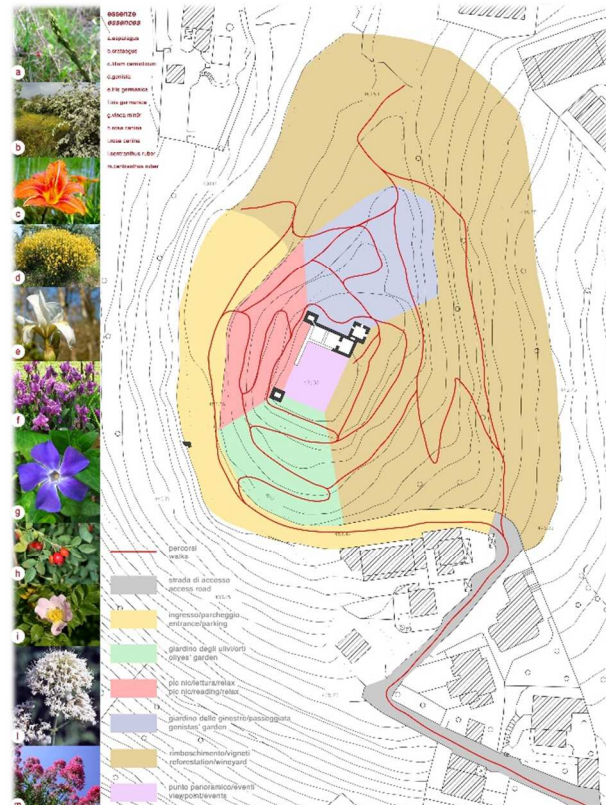 essenze
essences
a.asparagus
b.crataegus
c.lilium
d.genista
e.iris germanica
f.iris germanica
g.vinca minor
h.rosa canina
i.rosa canina
l.centranthus ruber
m.centranthus ruber
a
b
c
d
e
f
g
h
i
l
m
percorsi
walks
strada di accesso
access road
ingresso/parcheggio
entrance/parking
giardino degli ulivi/orti
olives' garden
pic nic/lettura/relax
pic nic/reading/relax
giardino delle ginestre/passeggiata
genistas' garden
rimboschimento/vigneti
reforestation/wineyard
punto panoramico/eventi
viewpoint/events